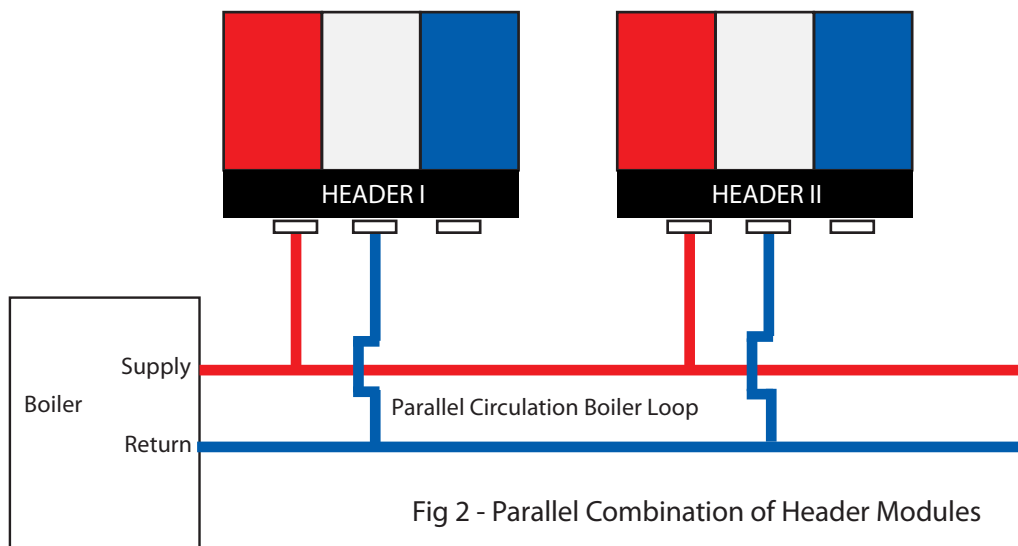 HEADER I
HEADER II
Supply
Boiler
Parallel Circulation Boiler Loop
Return
Fig 2 - Parallel Combination of Header Modules